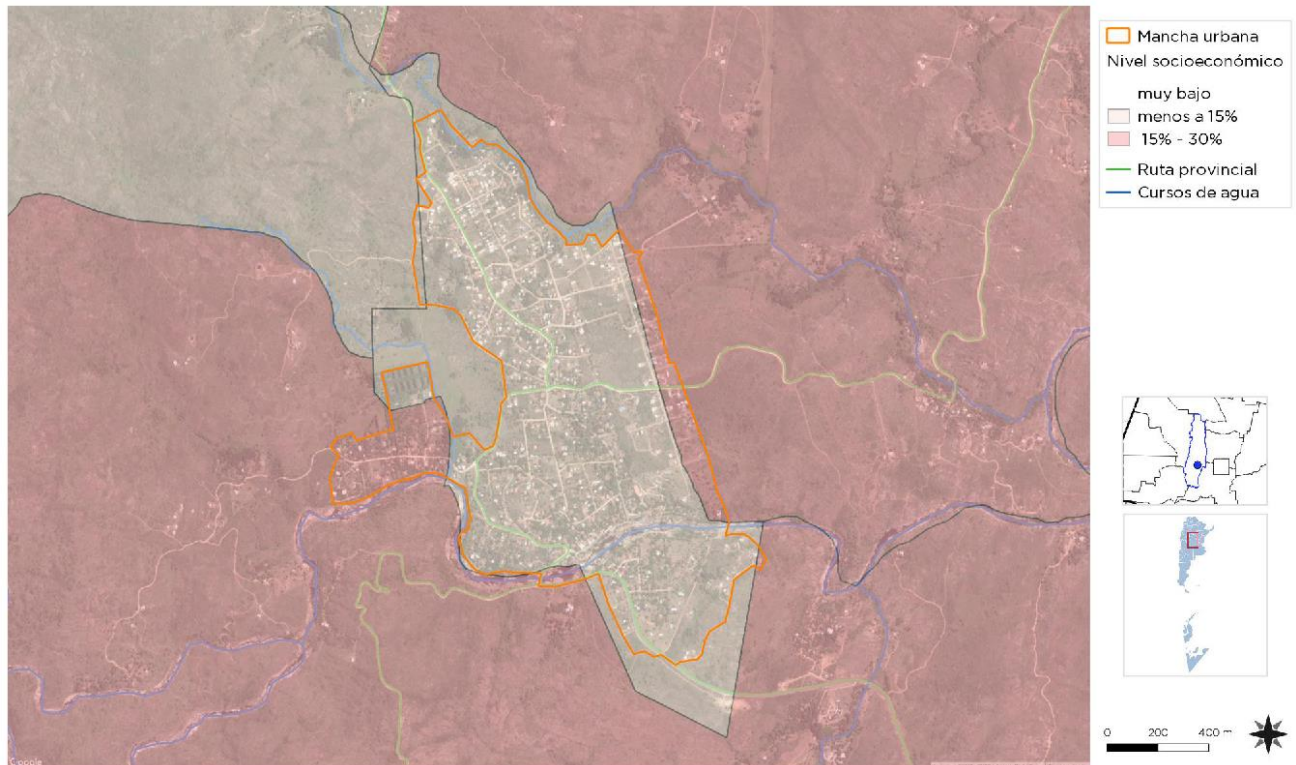 Mancha urbana
Nivel socioeconómico
muy bajo
menos a 15%
15% - 30%
Ruta provincial
Cursos de agua
0 200 400 m
Google